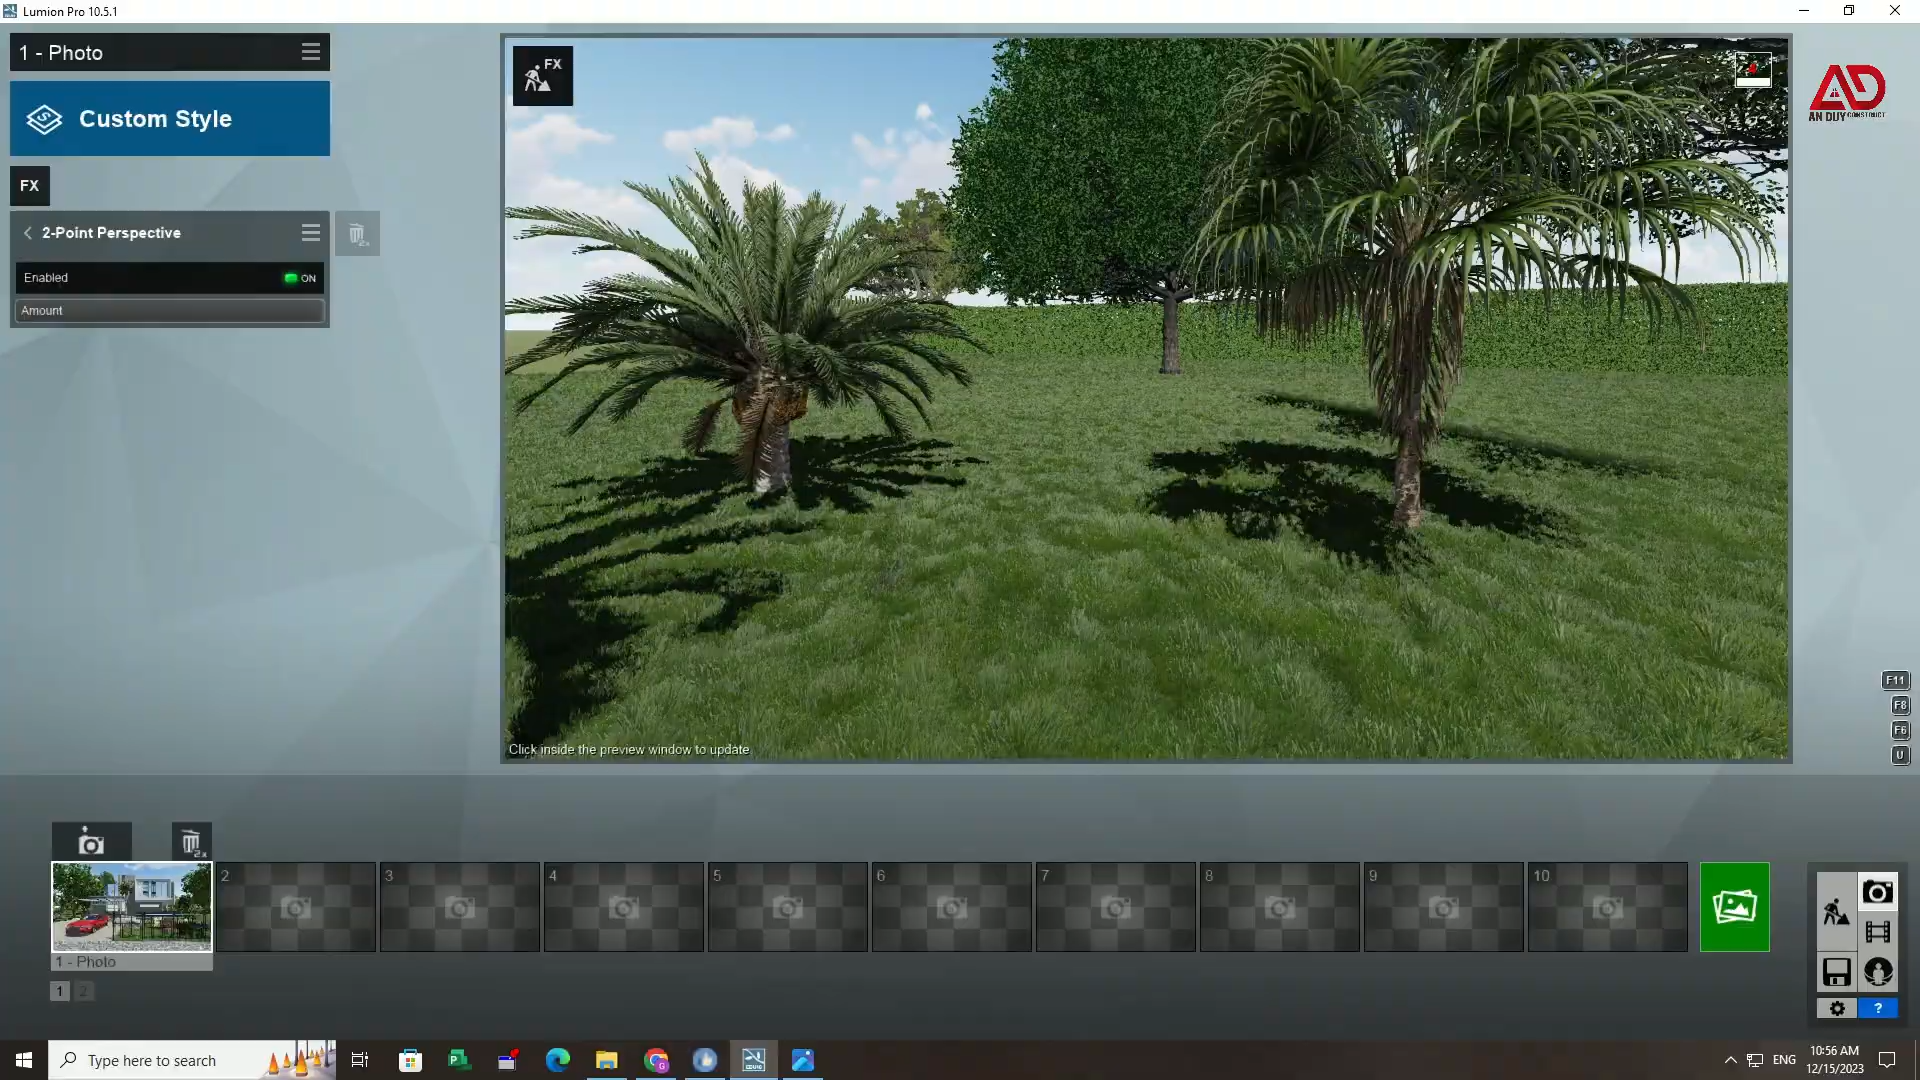 Lumion Pro 10.5.1
1 - Photo
Custom Style
FX
2-Point Perspective
Enabled
ON
Amount
FX
AD
AN DUY CONSTRUCT
Click inside the preview window to update
F11
F8
F6
U
2
3
4
5
6
7
8
9
10
1 - Photo
1
2
?
Type here to search
ENG
10:56 AM
12/15/2023